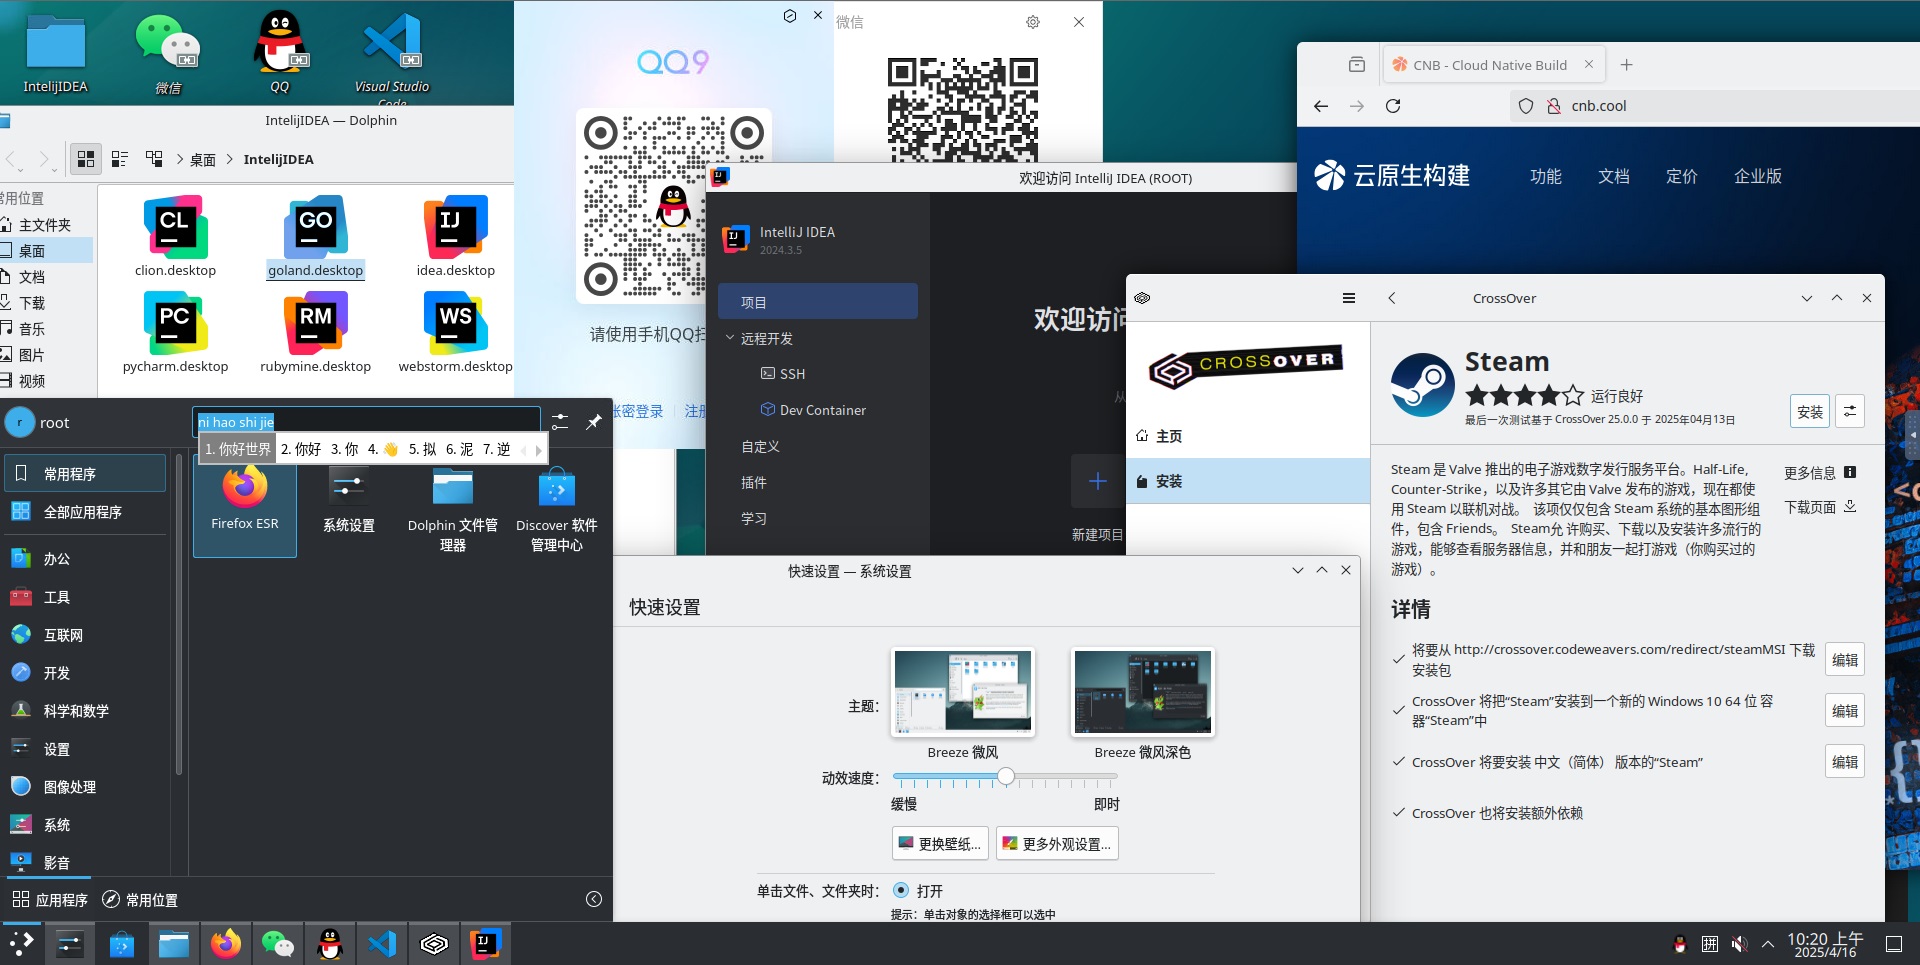 IntelijIDEA
微信
QQ
Visual Studio
Code
IntelijIDEA — Dolphin
桌面
IntelijIDEA
常用位置
主文件夹
桌面
文档
下载
音乐
图片
视频
CL
clion.desktop
GO
goland.desktop
IJ
idea.desktop
PC
pycharm.desktop
RM
rubymine.desktop
WS
webstorm.desktop
QQ9
请使用手机QQ扫
账密登录
注册
微信
欢迎访问 IntelliJ IDEA (ROOT)
IJ
IntelliJ IDEA
2024.3.5
项目
远程开发
SSH
Dev Container
自定义
插件
学习
欢迎访问
从
新建项目
CNB - Cloud Native Build
cnb.cool
云原生构建
功能
文档
定价
企业版
CrossOver
CROSSOVER
主页
安装
Steam
运行良好
最后一次测试基于 CrossOver 25.0.0 于 2025年04月13日
安装
Steam 是 Valve 推出的电子游戏数字发行服务平台。Half-Life,
Counter-Strike，以及许多其它由 Valve 发布的游戏，现在都使
用 Steam 以联机对战。 该项仅仅包含 Steam 系统的基本图形组
件，包含 Friends。 Steam允 许购买、下载以及安装许多流行的
游戏，能够查看服务器信息，并和朋友一起打游戏（你购买过的
游戏）。
更多信息
下载页面
详情
将要从 http://crossover.codeweavers.com/redirect/steamMSI 下载
安装包
编辑
CrossOver 将把“Steam”安装到一个新的 Windows 10 64 位 容
器“Steam”中
编辑
CrossOver 将要安装 中文（简体） 版本的“Steam”
编辑
CrossOver 也将安装额外依赖
r
root
ni hao shi jie
1. 你好世界 2. 你好 3. 你 4. 👋 5. 拟 6. 泥 7. 逆
常用程序
全部应用程序
办公
工具
互联网
开发
科学和数学
设置
图像处理
系统
影音
Firefox ESR
系统设置
Dolphin 文件管
理器
Discover 软件
管理中心
应用程序
常用位置
快速设置 — 系统设置
快速设置
主题：
Breeze 微风
Breeze 微风深色
动效速度：
缓慢
即时
更换壁纸...
更多外观设置...
单击文件、文件夹时：
打开
提示：单击对象的选择框可以选中
IJ
拼
10:20 上午
2025/4/16